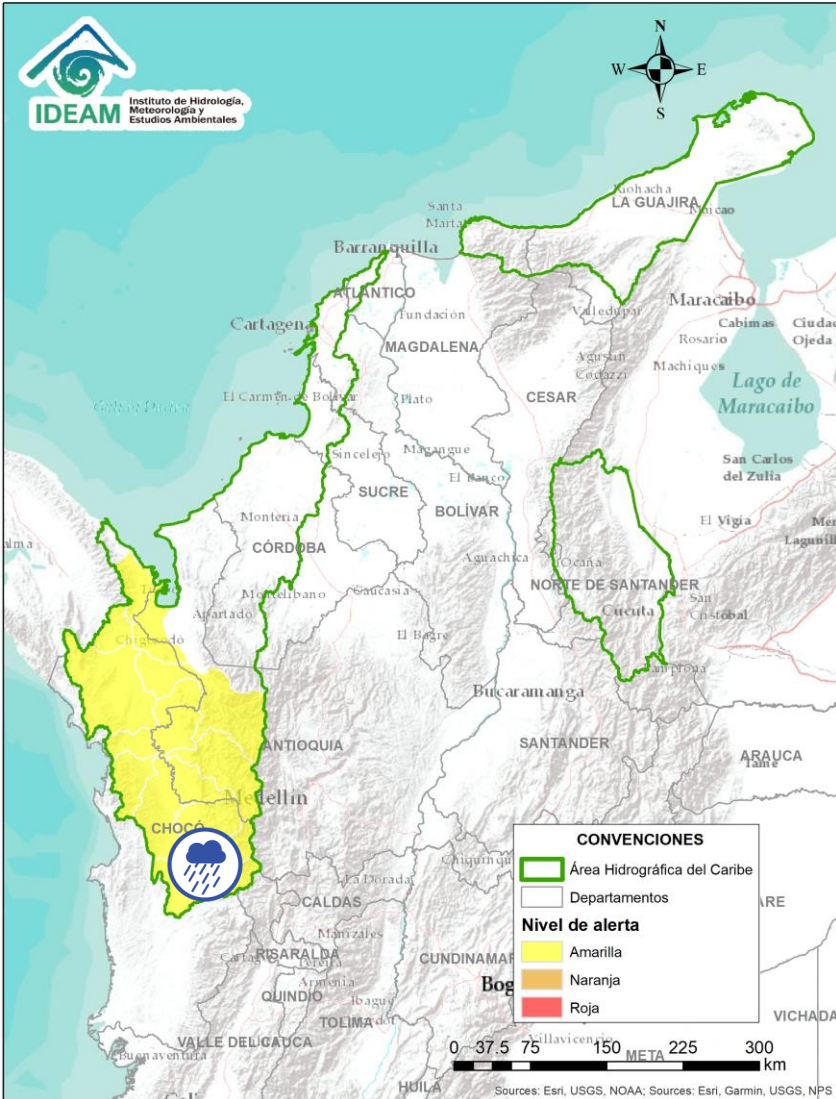 IDEAM
Instituto de Hidrología,
Meteorología y
Estudios Ambientales
N
W
E
S
Riohacha
LA GUAJIRA
Maicao
Santa
Marta
Barranquilla
ATLÁNTICO
Maracaibo
Cartagena
Fundación
Valledupar
Cabimas
Ciudad
Ojeda
MAGDALENA
Rosario
Agustín
Codazzi
Machiques
Lago de
Maracaibo
El Carmen de Bolívar
Plato
CESAR
Sincelejo
Magangué
San Carlos
del Zulia
SUCRE
El Banco
BOLÍVAR
Montería
El Vigía
CÓRDOBA
Aguachica
Ocaña
Montelibano
Caucasia
NORTE DE SANTANDER
Apartadó
Cúcuta
San
Cristóbal
Chigorodó
El Bagre
Pamplona
Bucaramanga
ANTIOQUIA
SANTANDER
ARAUCA
Tame
Medellín
CHOCÓ
La Dorada
CALDAS
Manizales
RISARALDA
Pereira
Armenia
QUINDIO
Ibagué
TOLIMA
VALLE DEL CAUCA
Buenaventura
Villavicencio
META
VICHADA
HUILA
CONVENCIONES
Área Hidrográfica del Caribe
Departamentos
Nivel de alerta
Amarilla
Naranja
Roja
0 37.5 75 150 225 300
km
Sources: Esri, USGS, NOAA; Sources: Esri, Garmin, USGS, NPS